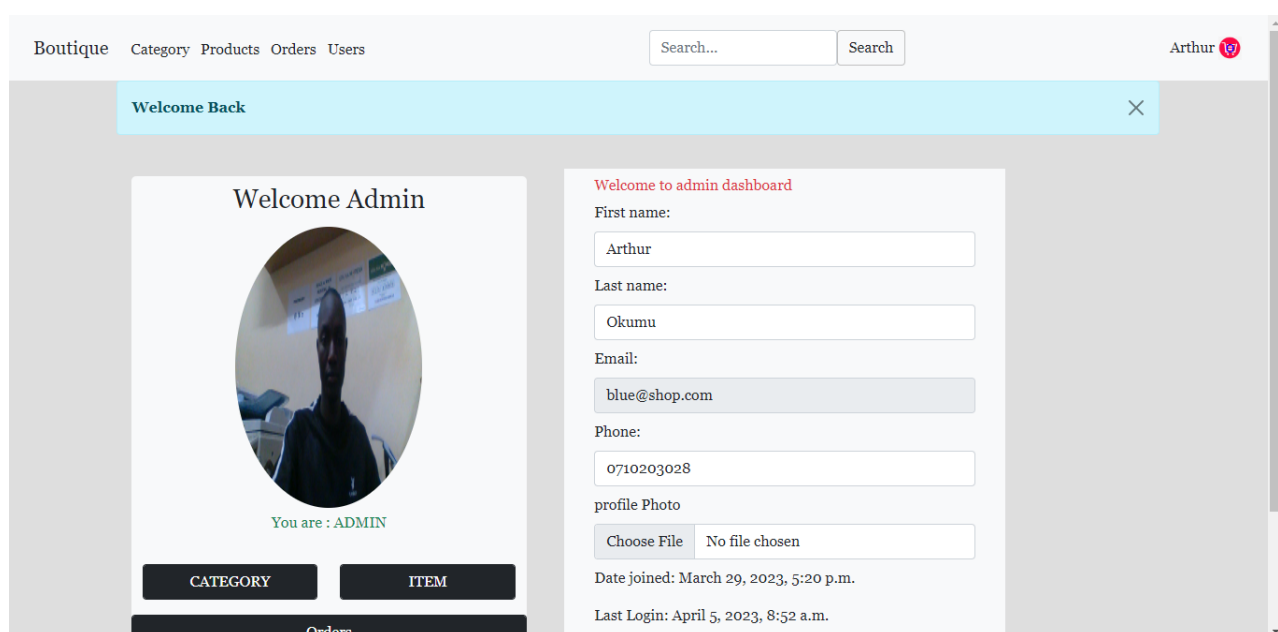 Boutique Category Products Orders Users Search... Search Arthur
Welcome Back
Welcome Admin
You are : ADMIN
CATEGORY ITEM
Orders
Welcome to admin dashboard
First name:
Arthur
Last name:
Okumu
Email:
blue@shop.com
Phone:
0710203028
profile Photo
Choose File No file chosen
Date joined: March 29, 2023, 5:20 p.m.
Last Login: April 5, 2023, 8:52 a.m.